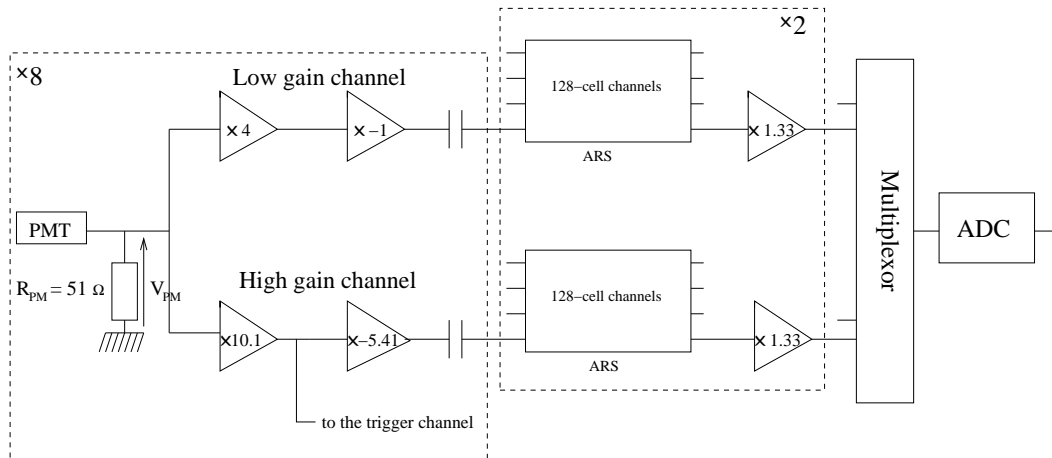 ×8
×2
Low gain channel
×4
×−1
128−cell channels
ARS
×1.33
PMT
R_PM = 51 Ω
V_PM
High gain channel
×10.1
×−5.41
128−cell channels
ARS
×1.33
to the trigger channel
Multiplexor
ADC